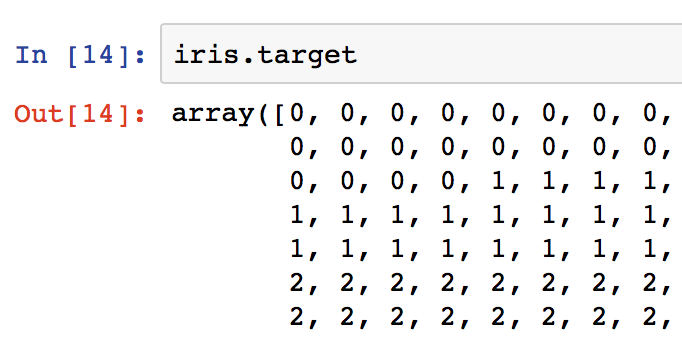 In [14]: iris.target
Out[14]: array([0, 0, 0, 0, 0, 0, 0, 0,
0, 0, 0, 0, 0, 0, 0, 0,
0, 0, 0, 0, 1, 1, 1, 1,
1, 1, 1, 1, 1, 1, 1, 1,
1, 1, 1, 1, 1, 1, 1, 1,
2, 2, 2, 2, 2, 2, 2, 2,
2, 2, 2, 2, 2, 2, 2, 2,